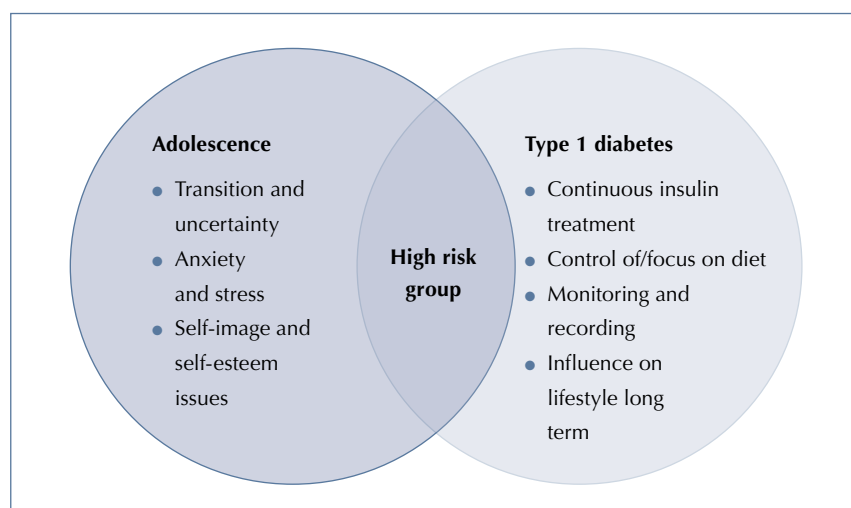 Adolescence
● Transition and
uncertainty
● Anxiety
and stress
● Self-image and
self-esteem
issues
High risk
group
Type 1 diabetes
● Continuous insulin
treatment
● Control of/focus on diet
● Monitoring and
recording
● Influence on
lifestyle long
term